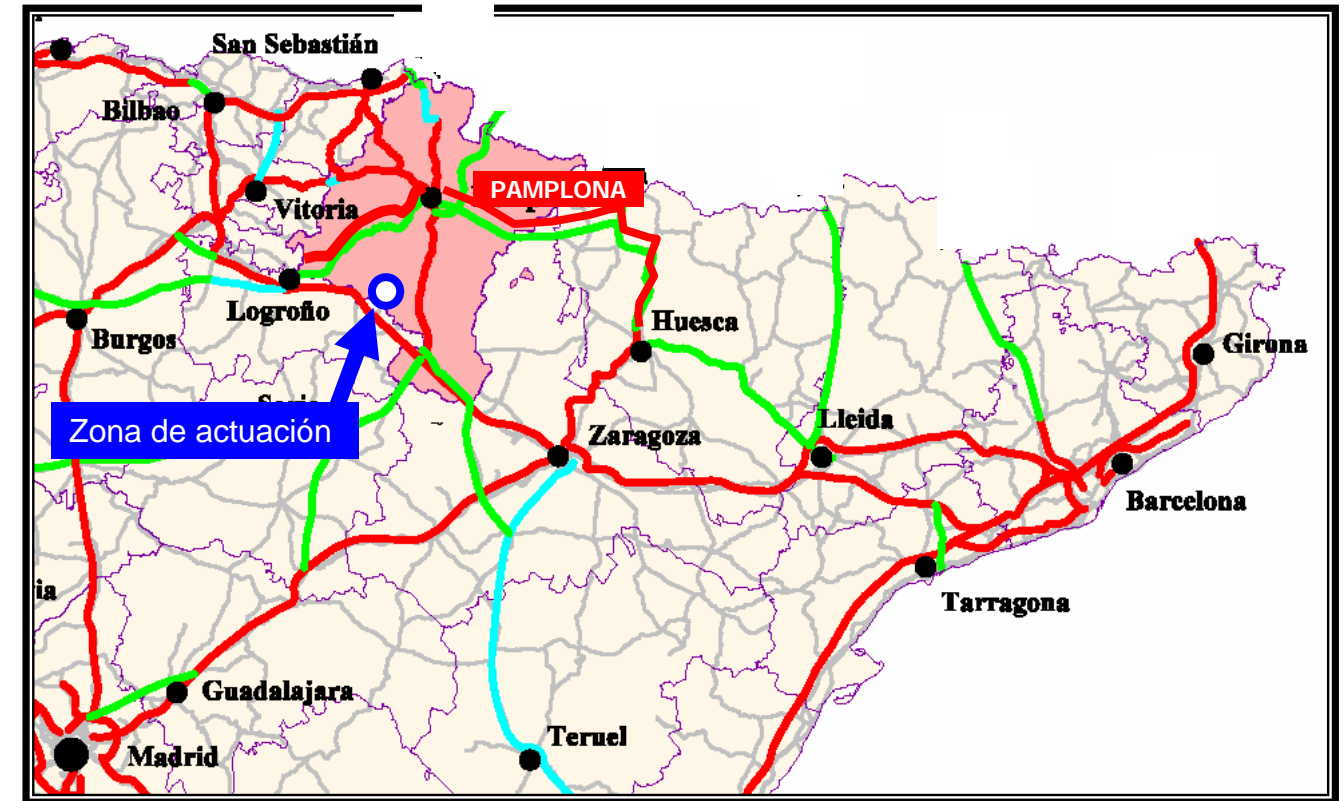 San Sebastián
Bilbao
PAMPLONA
Vitoria
Logroño
Burgos
Huesca
Girona
Zona de actuación
Lleida
Zaragoza
Barcelona
ia
Tarragona
Guadalajara
Teruel
Madrid